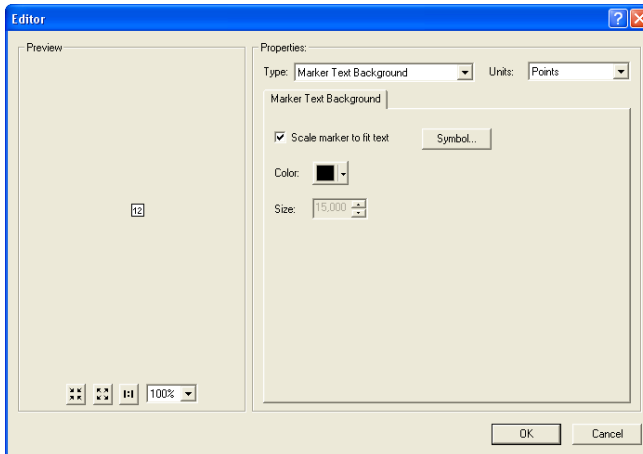 Editor
Preview
12
100%
Properties:
Type: Marker Text Background Units: Points
Marker Text Background
Scale marker to fit text Symbol...
Color:
Size: 15,000
OK Cancel